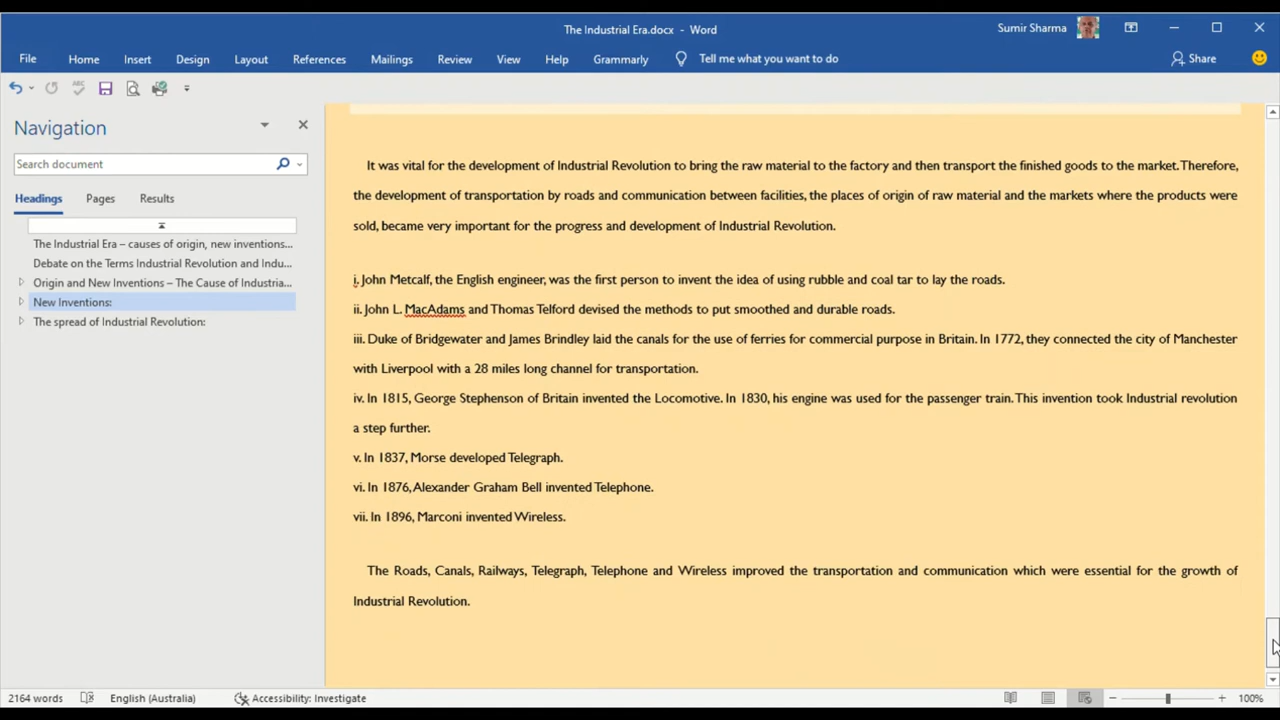 The Industrial Era.docx - Word
Sumir Sharma
File Home Insert Design Layout References Mailings Review View Help Grammarly Tell me what you want to do Share
Navigation
Search document
Headings Pages Results
The Industrial Era – causes of origin, new inventions...
Debate on the Terms Industrial Revolution and Indu...
Origin and New Inventions – The Cause of Industria...
New Inventions:
The spread of Industrial Revolution:
It was vital for the development of Industrial Revolution to bring the raw material to the factory and then transport the finished goods to the market. Therefore,
the development of transportation by roads and communication between facilities, the places of origin of raw material and the markets where the products were
sold, became very important for the progress and development of Industrial Revolution.
i. John Metcalf, the English engineer, was the first person to invent the idea of using rubble and coal tar to lay the roads.
ii. John L. MacAdams and Thomas Telford devised the methods to put smoothed and durable roads.
iii. Duke of Bridgewater and James Brindley laid the canals for the use of ferries for commercial purpose in Britain. In 1772, they connected the city of Manchester
with Liverpool with a 28 miles long channel for transportation.
iv. In 1815, George Stephenson of Britain invented the Locomotive. In 1830, his engine was used for the passenger train. This invention took Industrial revolution
a step further.
v. In 1837, Morse developed Telegraph.
vi. In 1876, Alexander Graham Bell invented Telephone.
vii. In 1896, Marconi invented Wireless.
The Roads, Canals, Railways, Telegraph, Telephone and Wireless improved the transportation and communication which were essential for the growth of
Industrial Revolution.
2164 words English (Australia) Accessibility: Investigate 100%